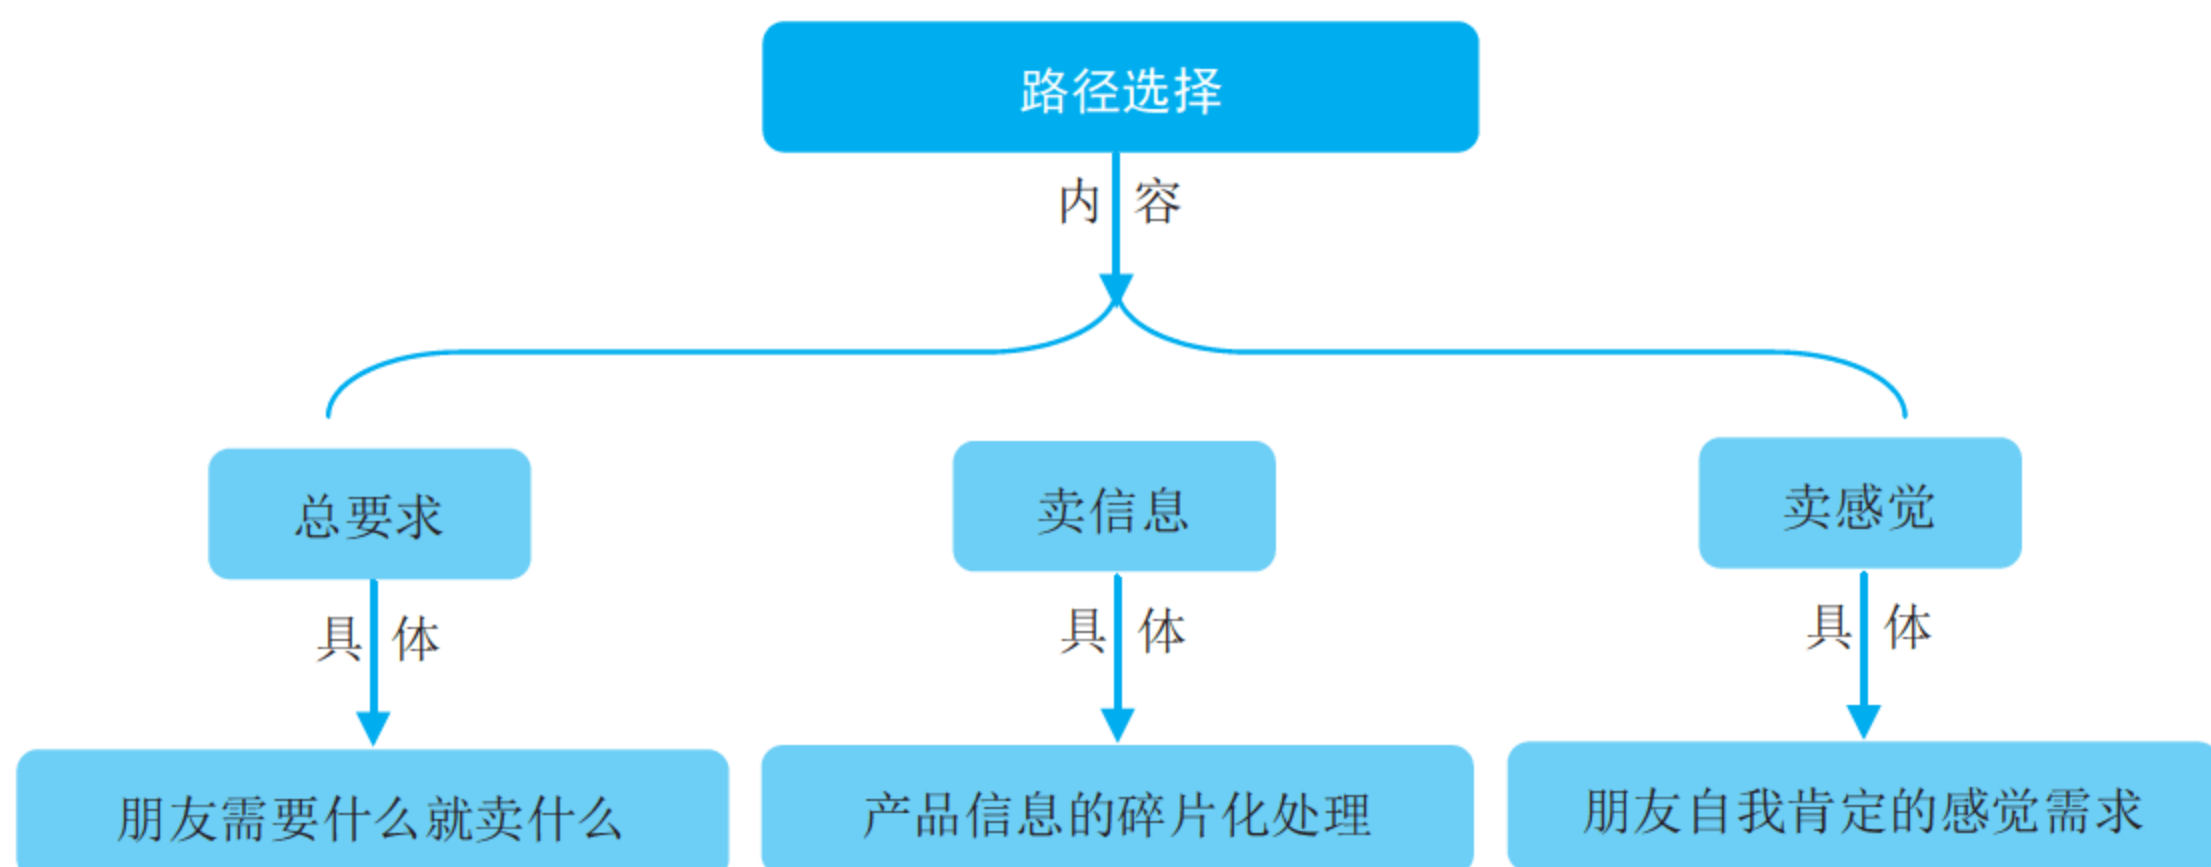 路径选择
内 容
总要求
卖信息
卖感觉
具 体
具 体
具 体
朋友需要什么就卖什么
产品信息的碎片化处理
朋友自我肯定的感觉需求